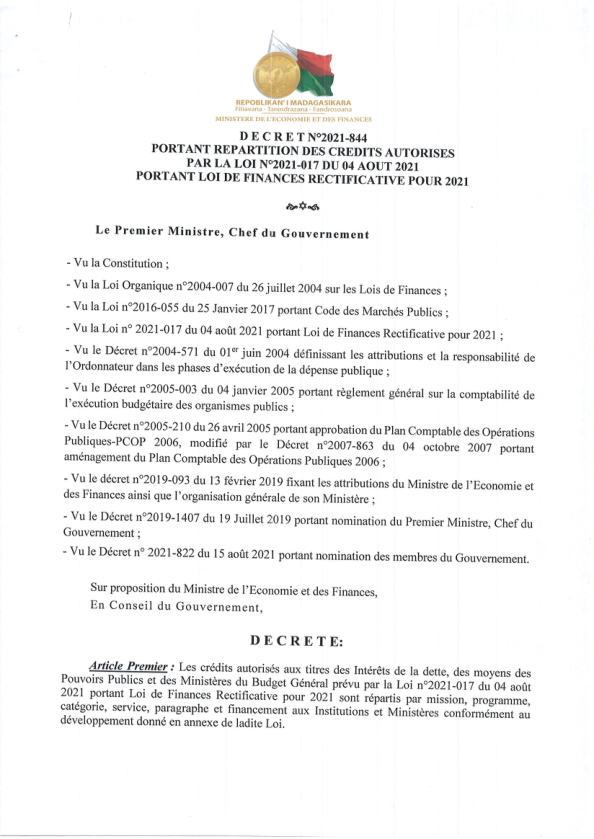 REPOBLIKAN' I MADAGASIKARA
Fitiavana - Tanindrazana - Fandrosoana
MINISTERE DE L'ECONOMIE ET DES FINANCES
D E C R E T N°2021-844
PORTANT REPARTITION DES CREDITS AUTORISES
PAR LA LOI N°2021-017 DU 04 AOUT 2021
PORTANT LOI DE FINANCES RECTIFICATIVE POUR 2021
Le Premier Ministre, Chef du Gouvernement
- Vu la Constitution ;
- Vu la Loi Organique n°2004-007 du 26 juillet 2004 sur les Lois de Finances ;
- Vu la Loi n°2016-055 du 25 Janvier 2017 portant Code des Marchés Publics ;
- Vu la Loi n° 2021-017 du 04 août 2021 portant Loi de Finances Rectificative pour 2021 ;
- Vu le Décret n°2004-571 du 01er juin 2004 définissant les attributions et la responsabilité de
l'Ordonnateur dans les phases d'exécution de la dépense publique ;
- Vu le Décret n°2005-003 du 04 janvier 2005 portant règlement général sur la comptabilité de
l'exécution budgétaire des organismes publics ;
- Vu le Décret n°2005-210 du 26 avril 2005 portant approbation du Plan Comptable des Opérations
Publiques-PCOP 2006, modifié par le Décret n°2007-863 du 04 octobre 2007 portant
aménagement du Plan Comptable des Opérations Publiques 2006 ;
- Vu le décret n°2019-093 du 13 février 2019 fixant les attributions du Ministre de l'Economie et
des Finances ainsi que l'organisation générale de son Ministère ;
- Vu le Décret n°2019-1407 du 19 Juillet 2019 portant nomination du Premier Ministre, Chef du
Gouvernement ;
- Vu le Décret n° 2021-822 du 15 août 2021 portant nomination des membres du Gouvernement.
Sur proposition du Ministre de l'Economie et des Finances,
En Conseil du Gouvernement,
D E C R E T E:
Article Premier : Les crédits autorisés aux titres des Intérêts de la dette, des moyens des
Pouvoirs Publics et des Ministères du Budget Général prévu par la Loi n°2021-017 du 04 août
2021 portant Loi de Finances Rectificative pour 2021 sont répartis par mission, programme,
catégorie, service, paragraphe et financement aux Institutions et Ministères conformément au
développement donné en annexe de ladite Loi.